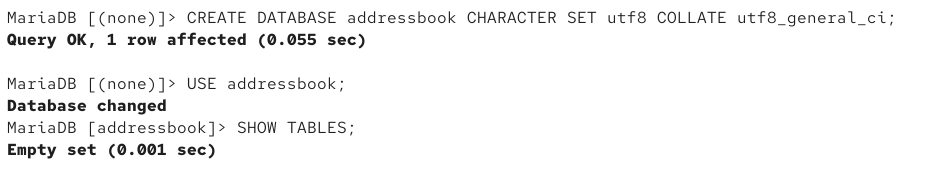 MariaDB [(none)]> CREATE DATABASE addressbook CHARACTER SET utf8 COLLATE utf8_general_ci;
Query OK, 1 row affected (0.055 sec)
MariaDB [(none)]> USE addressbook;
Database changed
MariaDB [addressbook]> SHOW TABLES;
Empty set (0.001 sec)